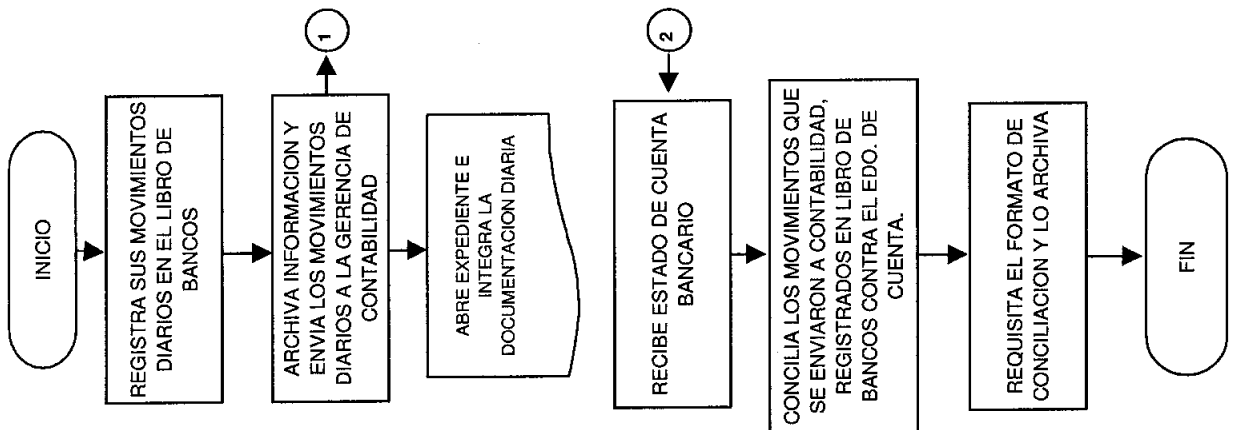 INICIO
REGISTRA SUS MOVIMIENTOS
DIARIOS EN EL LIBRO DE
BANCOS
ARCHIVA INFORMACION Y
ENVIA LOS MOVIMIENTOS
DIARIOS A LA GERENCIA DE
CONTABILIDAD
1
ABRE EXPEDIENTE E
INTEGRA LA
DOCUMENTACION DIARIA
2
RECIBE ESTADO DE CUENTA
BANCARIO
CONCILIA LOS MOVIMIENTOS QUE
SE ENVIARON A CONTABILIDAD,
REGISTRADOS EN LIBRO DE
BANCOS CONTRA EL EDO. DE
CUENTA.
REQUISITA EL FORMATO DE
CONCILIACION Y LO ARCHIVA
FIN